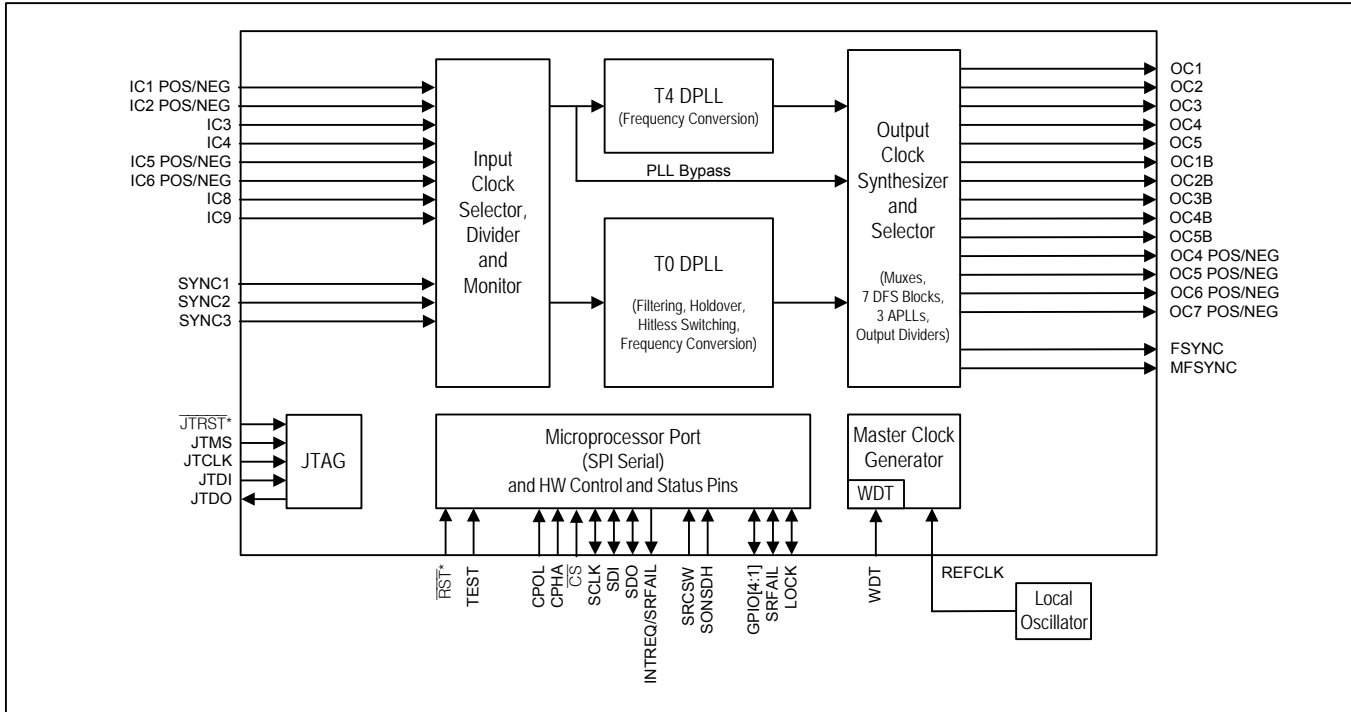 IC1 POS/NEG
IC2 POS/NEG
IC3
IC4
IC5 POS/NEG
IC6 POS/NEG
IC8
IC9
SYNC1
SYNC2
SYNC3
Input
Clock
Selector,
Divider
and
Monitor
T4 DPLL
(Frequency Conversion)
PLL Bypass
T0 DPLL
(Filtering, Holdover,
Hitless Switching,
Frequency Conversion)
Output
Clock
Synthesizer
and
Selector
(Muxes,
7 DFS Blocks,
3 APLLs,
Output Dividers)
OC1
OC2
OC3
OC4
OC5
OC1B
OC2B
OC3B
OC4B
OC5B
OC4 POS/NEG
OC5 POS/NEG
OC6 POS/NEG
OC7 POS/NEG
FSYNC
MFSYNC
JTRST*
JTMS
JTCLK
JTDI
JTDO
JTAG
Microprocessor Port
(SPI Serial)
and HW Control and Status Pins
Master Clock
Generator
WDT
RST*
TEST
CPOL
CPHA
CS
SCLK
SDI
SDO
INTREQ/SRFAIL
SRCSW
SONSDH
GPIO[4:1]
SRFAIL
LOCK
WDT
REFCLK
Local
Oscillator